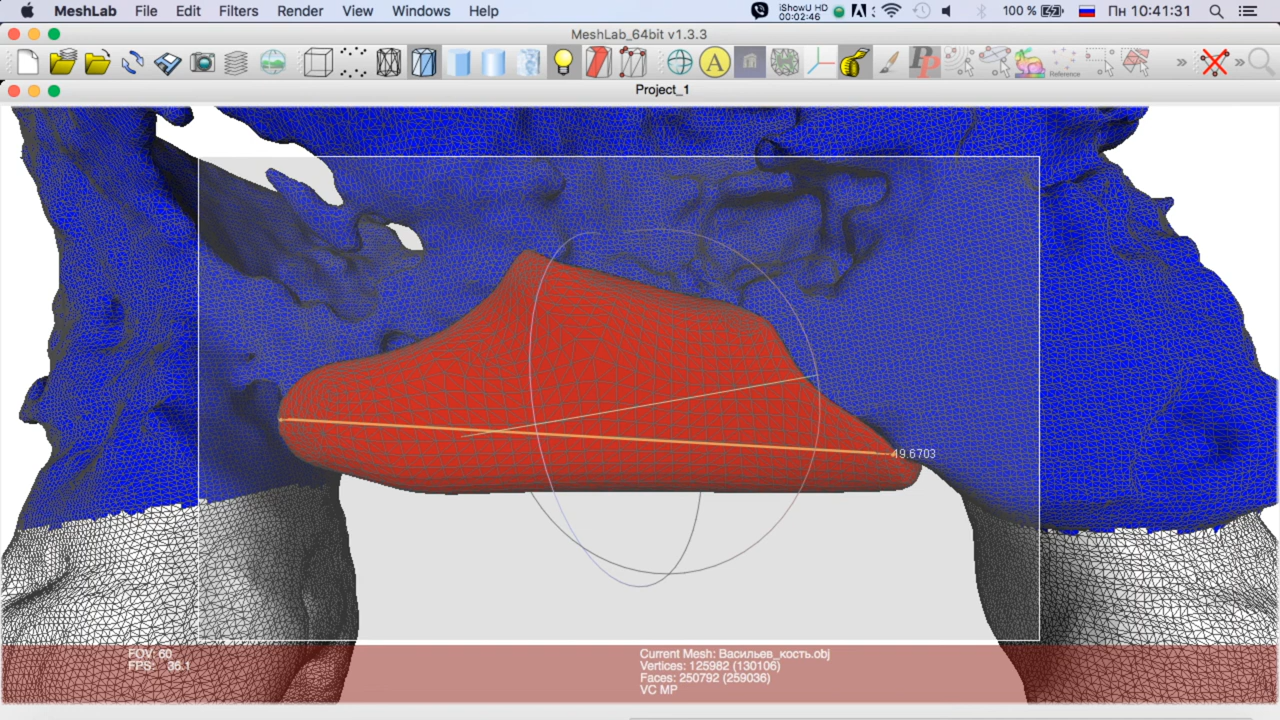 MeshLab File Edit Filters Render View Windows Help iShowU HD 00:02:46 100 % Пн 10:41:31
MeshLab_64bit v1.3.3
A PP Reference
Project_1
49.6703
FOV: 60
FPS: 36.1
Current Mesh: Васильев_кость.obj
Vertices: 125982 (130106)
Faces: 250792 (259036)
VC MP